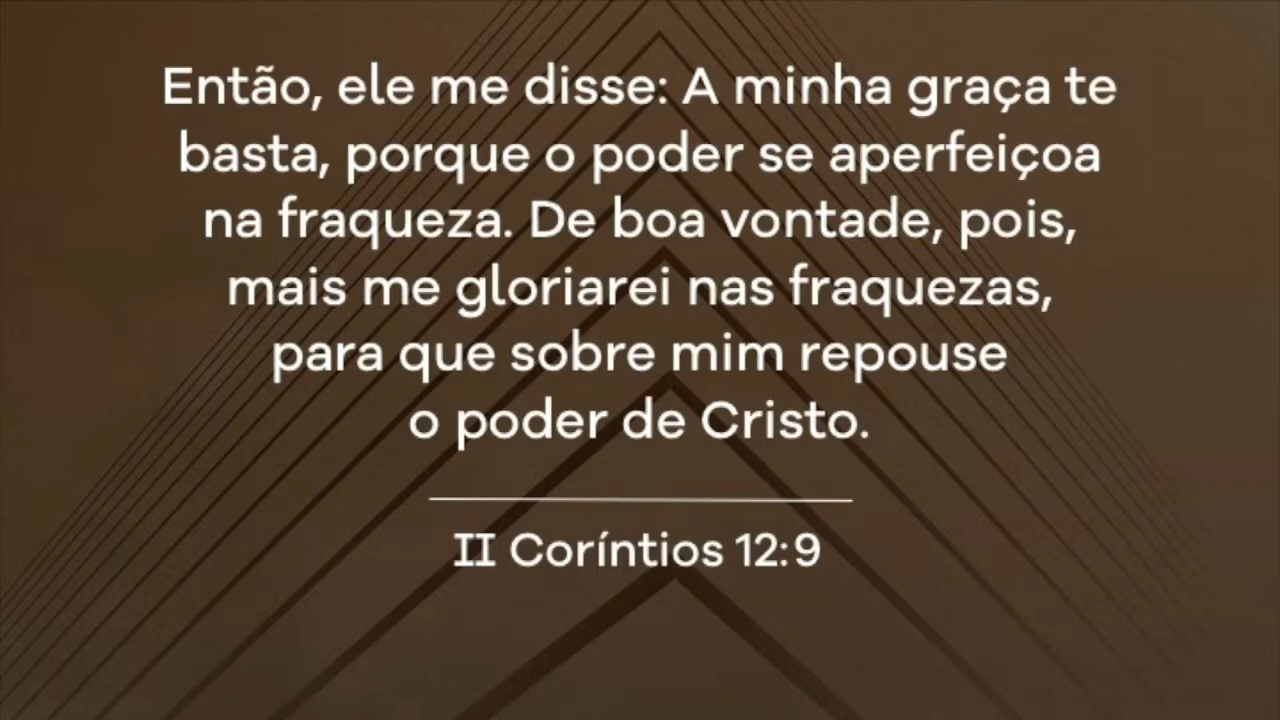 Então, ele me disse: A minha graça te
basta, porque o poder se aperfeiçoa
na fraqueza. De boa vontade, pois,
mais me gloriarei nas fraquezas,
para que sobre mim repouse
o poder de Cristo.
II Coríntios 12:9